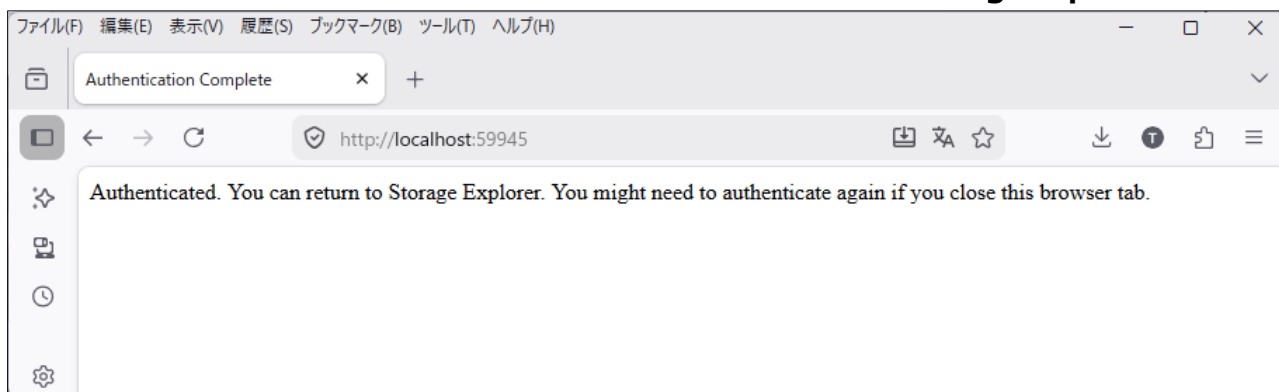 ファイル(F) 編集(E) 表示(V) 履歴(S) ブックマーク(B) ツール(T) ヘルプ(H)
Authentication Complete
http://localhost:59945
T
Authenticated. You can return to Storage Explorer. You might need to authenticate again if you close this browser tab.